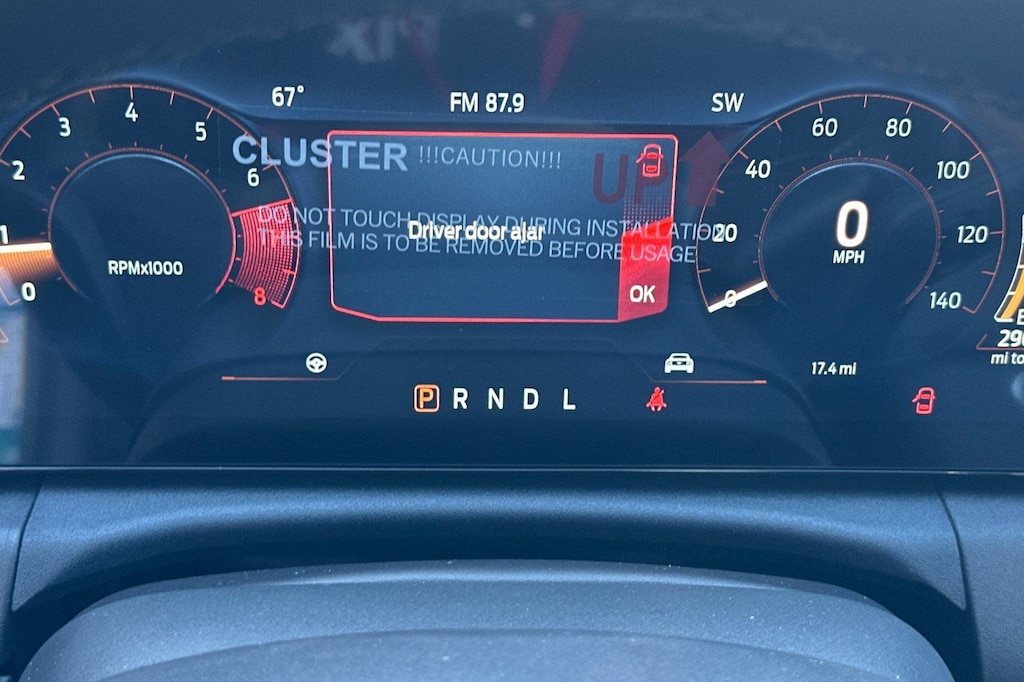 67° FM 87.9 SW
CLUSTER !!!CAUTION!!! UP
DO NOT TOUCH DISPLAY DURING INSTALLATION
THIS FILM IS TO BE REMOVED BEFORE USAGE
Driver door ajar
OK
0 1 2 3 4 5 6 8
RPMx1000
0 20 40 60 80 100 120 140
0
MPH
17.4 mi
mi to
P R N D L